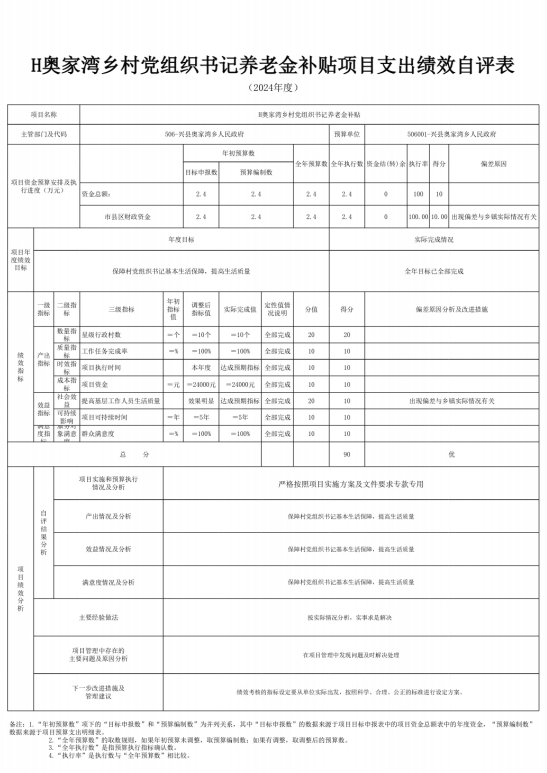 H奥家湾乡村党组织书记养老金补贴项目支出绩效自评表
（2024年度）
项目名称 H奥家湾乡村党组织书记养老金补贴
主管部门及代码 506-兴县奥家湾乡人民政府 预算单位 506001-兴县奥家湾乡人民政府
项目资金预算安排及执行进度（万元） 年初预算数 全年预算数 全年执行数 资金结(转)余 执行率 得分 偏差原因
目标申报数 预算编制数
资金总额： 2.4 2.4 2.4 2.4 0 100 10
市县区财政资金 2.4 2.4 2.4 2.4 0 100.00 10.00 出现偏差与乡镇实际情况有关
项目年度绩效目标 年度目标 实际完成情况
保障村党组织书记基本生活保障，提高生活质量 全年目标已全部完成
绩效指标 一级指标 二级指标 三级指标 年初指标值 调整后指标值 实际完成值 定性值情况说明 分值 得分 偏差原因分析及改进措施
产出指标 数量指标 星级行政村数 ＝个 ＝10个 ＝10个 全部完成 20 20
质量指标 工作任务完成率 ＝% ＝100% ＝100% 全部完成 10 10
时效指标 项目执行时间 本年度 达成预期指标 全部完成 10 10
成本指标 项目资金 ＝元 ＝24000元 ＝24000元 全部完成 10 10
效益指标 社会效益 提高基层工作人员生活质量 效果明显 达成预期指标 全部完成 20 10 出现偏差与乡镇实际情况有关
可持续影响 项目可持续时间 ＝年 ＝5年 ＝5年 全部完成 10 10
满意度指标 象满意 群众满意度 ＝% ＝100% ＝100% 全部完成 10 10
总 分 90 优
项目绩效分析 自评结果分析 项目实施和预算执行情况及分析 严格按照项目实施方案及文件要求专款专用
产出情况及分析 保障村党组织书记基本生活保障，提高生活质量
效益情况及分析 保障村党组织书记基本生活保障，提高生活质量
满意度情况及分析 保障村党组织书记基本生活保障，提高生活质量
主要经验做法 按实际情况分析，实事求是解决
项目管理中存在的主要问题及原因分析 在项目管理中发现问题及时解决处理
下一步改进措施及管理建议 绩效考核的指标设定要从单位实际出发，按照科学、合理、公正的标准进行设定方案。
备注：1.“年初预算数”项下的“目标申报数”和“预算编制数”为并列关系，其中“目标申报数”的数据来源于项目目标申报表中的项目资金总额表中的年度资金，“预算编制数”
数据来源于项目预算支出明细表。
2.“全年预算数”的取数规则，如果年初预算未调整，取预算编制数；如果有调整，取调整后的预算数。
3.“全年执行数”是指预算执行指标确认数。
4.“执行率”是执行数与“全年预算数”相比较。